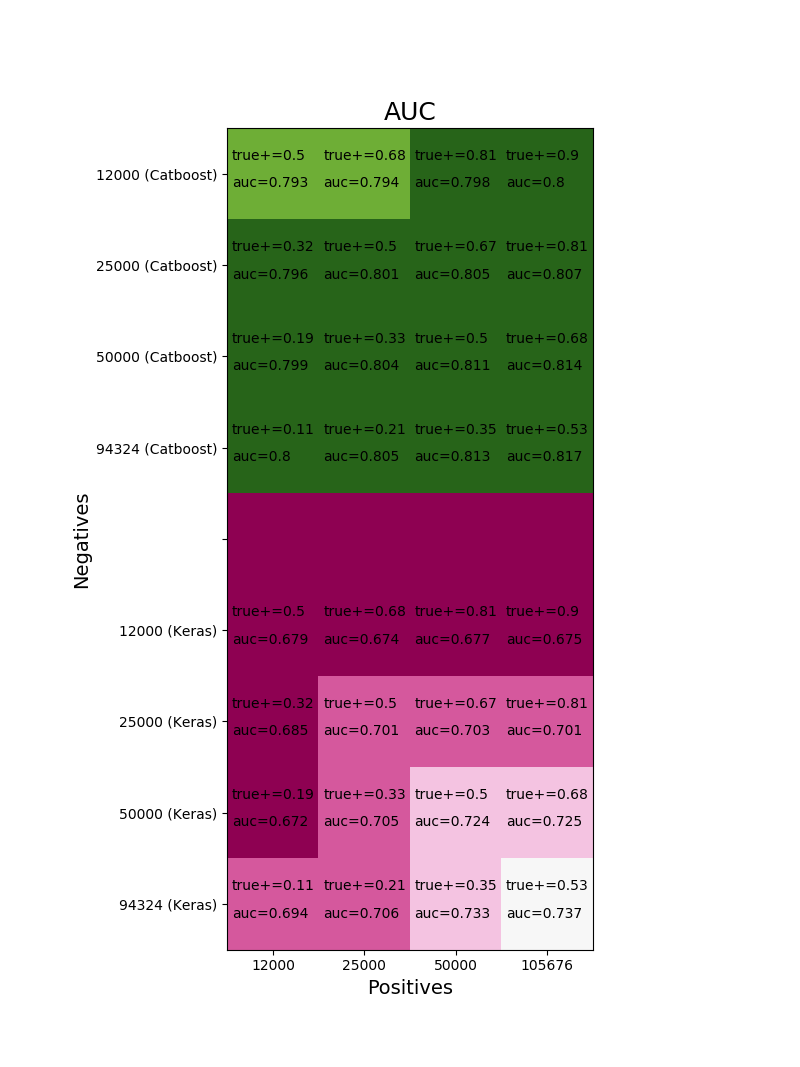 AUC
true+=0.5 true+=0.68 true+=0.81 true+=0.9
12000 (Catboost)
auc=0.793 auc=0.794 auc=0.798 auc=0.8
true+=0.32 true+=0.5 true+=0.67 true+=0.81
25000 (Catboost)
auc=0.796 auc=0.801 auc=0.805 auc=0.807
true+=0.19 true+=0.33 true+=0.5 true+=0.68
50000 (Catboost)
auc=0.799 auc=0.804 auc=0.811 auc=0.814
true+=0.11 true+=0.21 true+=0.35 true+=0.53
94324 (Catboost)
auc=0.8 auc=0.805 auc=0.813 auc=0.817
Negatives
true+=0.5 true+=0.68 true+=0.81 true+=0.9
12000 (Keras)
auc=0.679 auc=0.674 auc=0.677 auc=0.675
true+=0.32 true+=0.5 true+=0.67 true+=0.81
25000 (Keras)
auc=0.685 auc=0.701 auc=0.703 auc=0.701
true+=0.19 true+=0.33 true+=0.5 true+=0.68
50000 (Keras)
auc=0.672 auc=0.705 auc=0.724 auc=0.725
true+=0.11 true+=0.21 true+=0.35 true+=0.53
94324 (Keras)
auc=0.694 auc=0.706 auc=0.733 auc=0.737
12000 25000 50000 105676
Positives